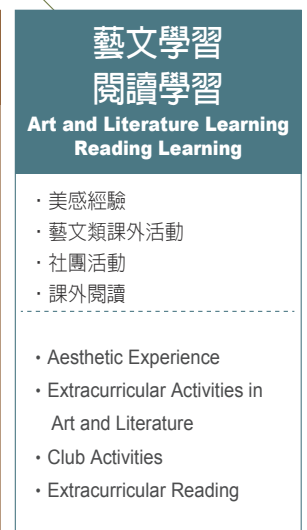 藝文學習
閱讀學習
Art and Literature Learning
Reading Learning
・美感經驗
・藝文類課外活動
・社團活動
・課外閱讀
・Aesthetic Experience
・Extracurricular Activities in
Art and Literature
・Club Activities
・Extracurricular Reading